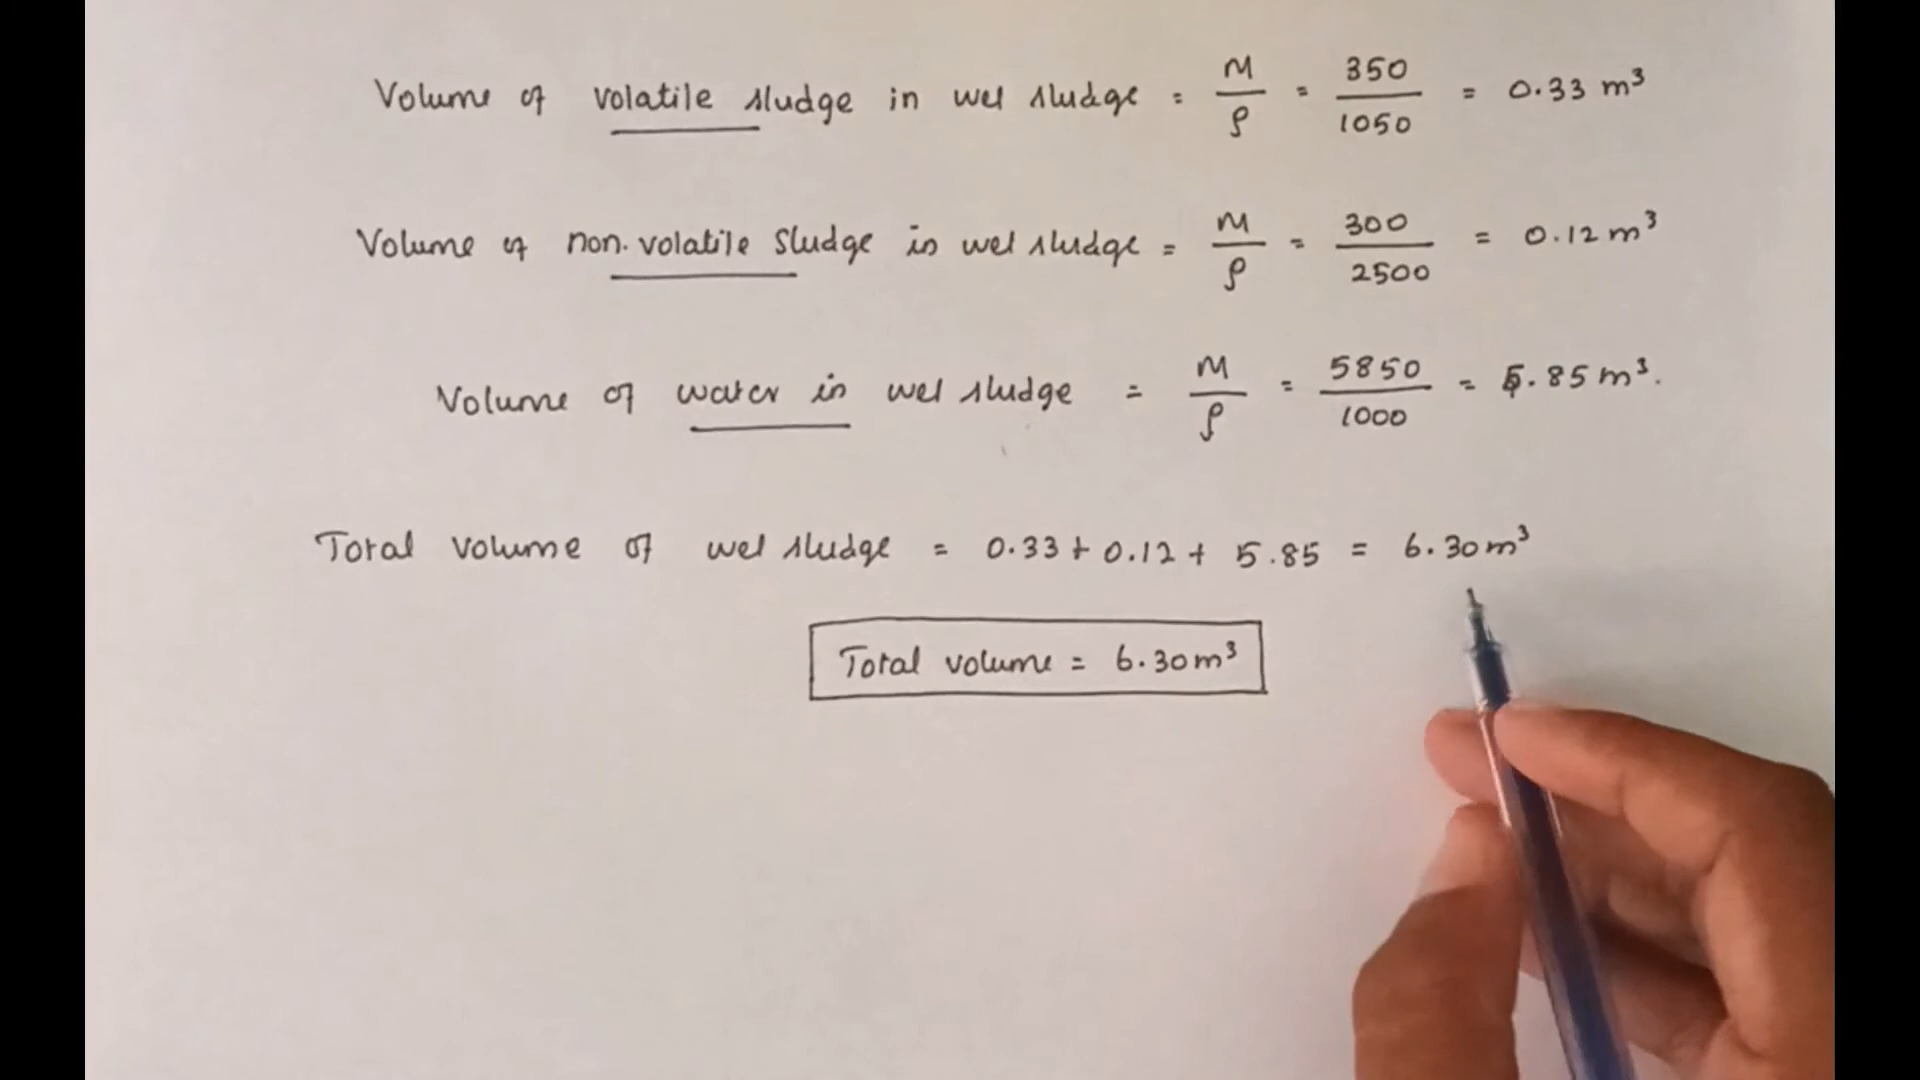 Volume of volatile sludge in wet sludge = M/ρ = 350/1050 = 0.33 m³
Volume of non.volatile sludge in wet sludge = M/ρ = 300/2500 = 0.12 m³
Volume of water in wet sludge = M/ρ = 5850/1000 = 5.85 m³.
Total volume of wet sludge = 0.33 + 0.12 + 5.85 = 6.30 m³
Total volume = 6.30 m³